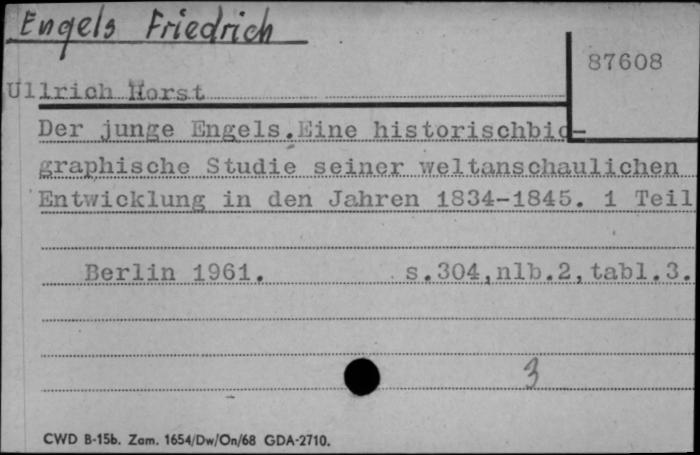 Engels Friedrich
87608
Ullrich Horst
Der junge Engels.Eine historischbio-
graphische Studie seiner weltanschaulichen
Entwicklung in den Jahren 1834-1845. 1 Teil
Berlin 1961. s.304,nlb.2,tabl.3.
3
CWD B-15b. Zam. 1654/Dw/On/68 GDA-2710.